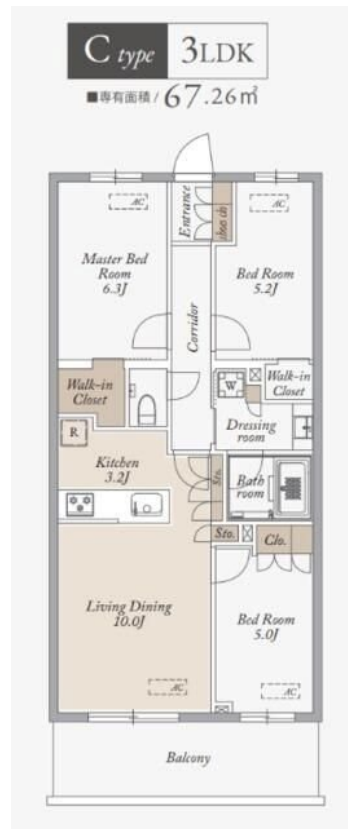 C type 3LDK
■専有面積 / 67.26㎡
AC
AC
Entrance
shoes clo
Master Bed
Room
6.3J
Bed Room
5.2J
Corridor
Walk-in
Closet
W
Walk-in
Closet
Dressing
room
R
Kitchen
3.2J
Sto.
Bath
room
Sto.
Clo.
Living Dining
10.0J
Bed Room
5.0J
AC
AC
Balcony